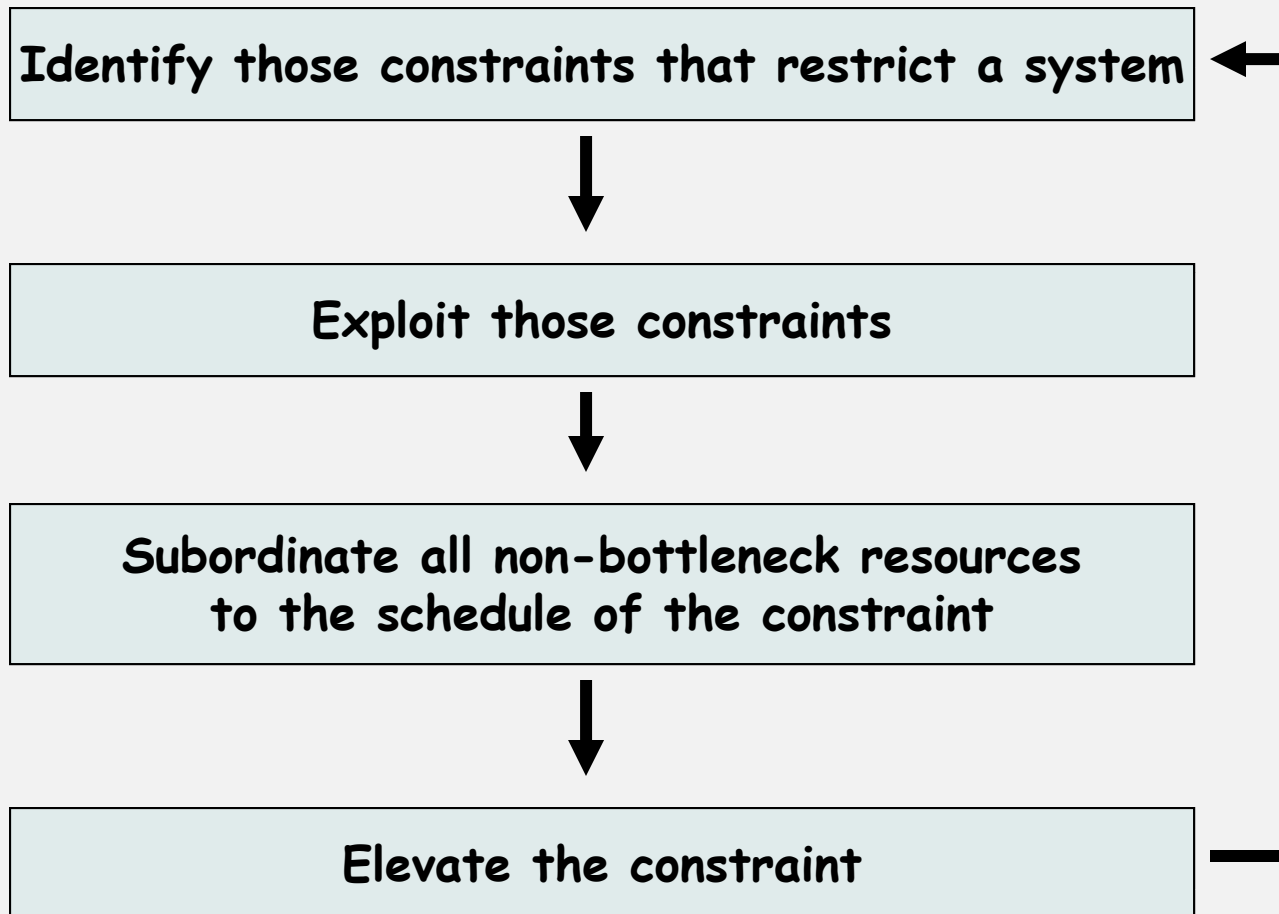 Identify those constraints that restrict a system
Exploit those constraints
Subordinate all non-bottleneck resources
to the schedule of the constraint
Elevate the constraint